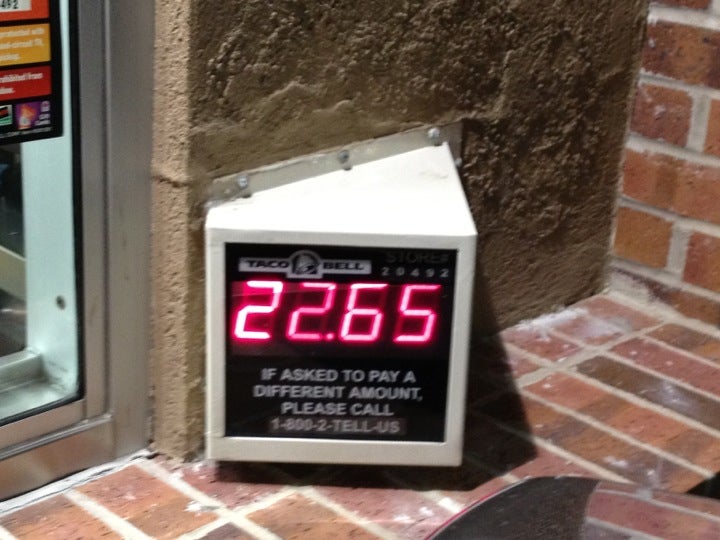 492
TACO BELL
STORE#
20492
22.65
IF ASKED TO PAY A
DIFFERENT AMOUNT,
PLEASE CALL
1-800-2-TELL-US